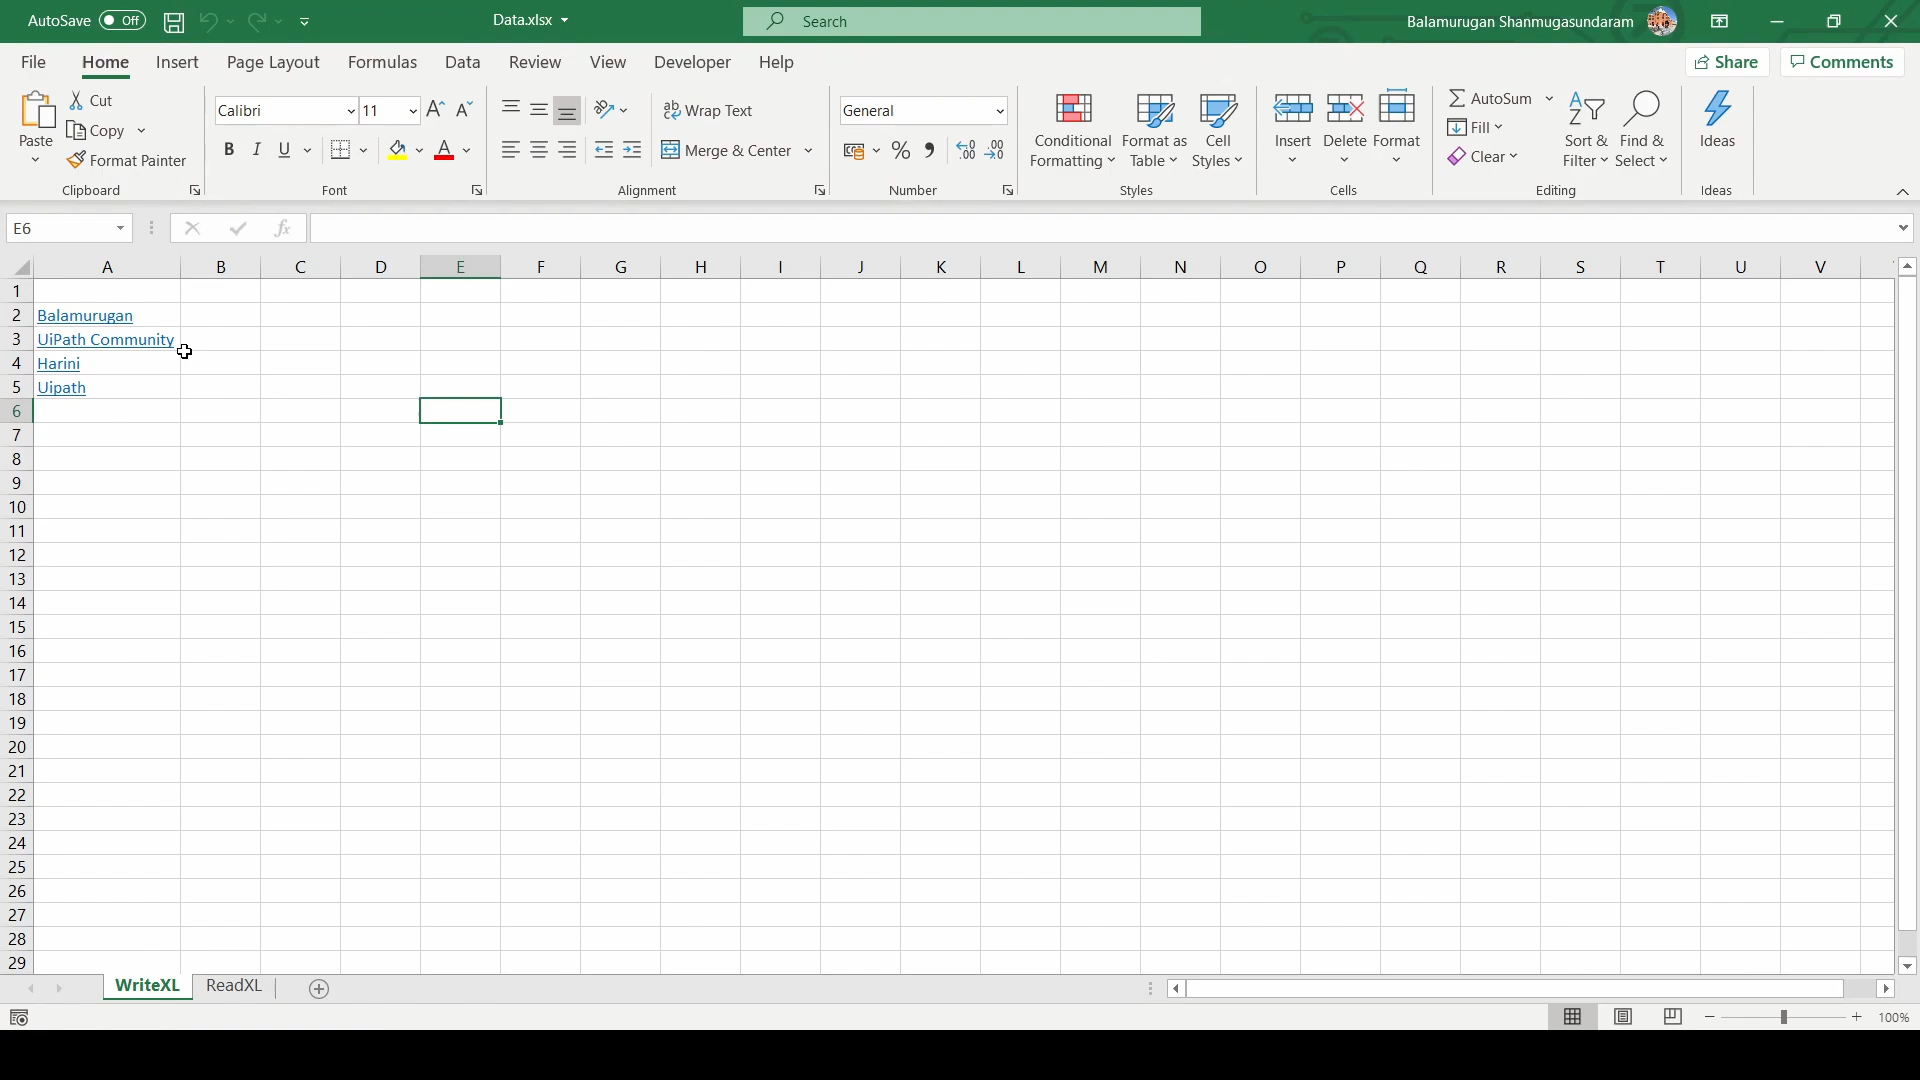 AutoSave Off Data.xlsx Search Balamurugan Shanmugasundaram
File Home Insert Page Layout Formulas Data Review View Developer Help Share Comments
Paste
Cut
Copy
Format Painter
Clipboard
Calibri 11
B I U A
Font
ab Wrap Text
Merge & Center
Alignment
General
% 9 .00 .00
Number
Conditional Formatting
Format as Table
Cell Styles
Styles
Insert Delete Format
Cells
AutoSum
Fill
Clear
Sort & Filter
Find & Select
Editing
Ideas
Ideas
E6 fx
A B C D E F G H I J K L M N O P Q R S T U V
1
2 Balamurugan
3 UiPath Community
4 Harini
5 Uipath
6
7
8
9
10
11
12
13
14
15
16
17
18
19
20
21
22
23
24
25
26
27
28
29
WriteXL ReadXL
100%